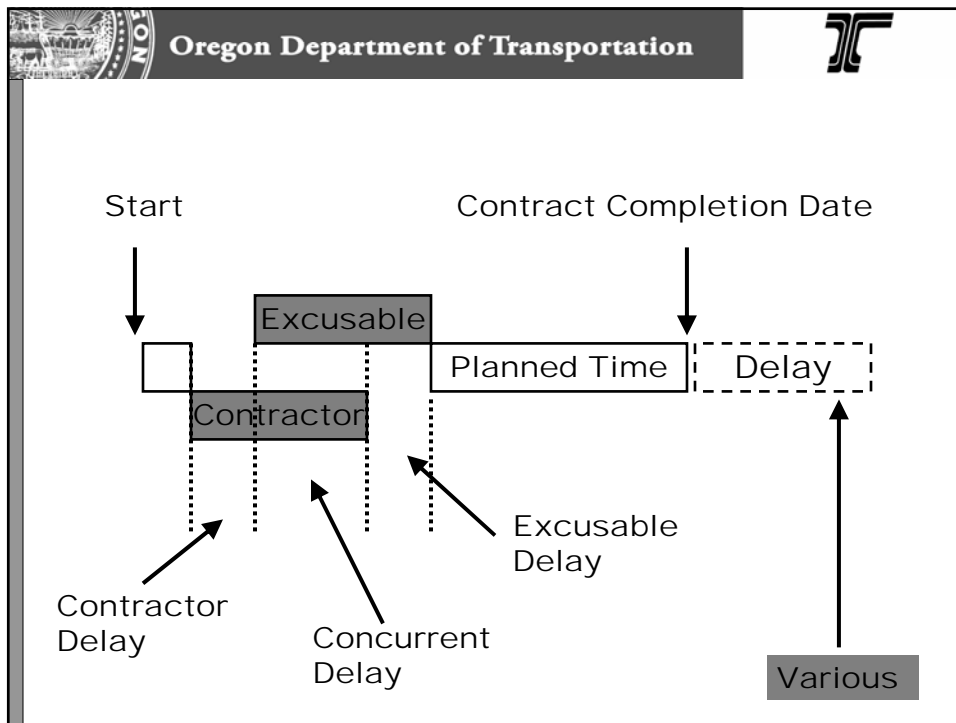 OGON
Oregon Department of Transportation
Start
Contract Completion Date
Excusable
Planned Time
Delay
Contractor
Excusable
Delay
Contractor
Delay
Concurrent
Delay
Various